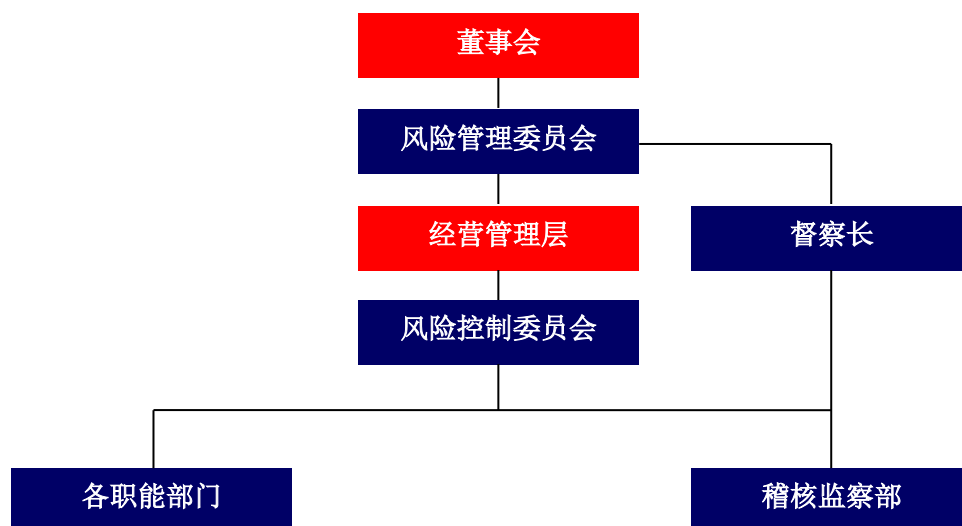 董事会
风险管理委员会
经营管理层
督察长
风险控制委员会
各职能部门
稽核监察部